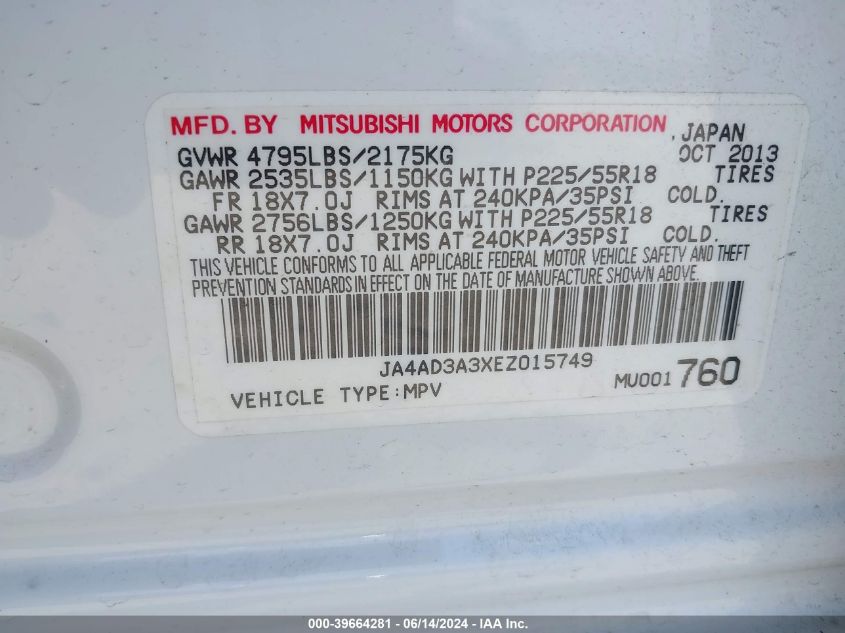 MFD. BY MITSUBISHI MOTORS CORPORATION , JAPAN
GVWR 4795LBS/2175KG OCT 2013
GAWR 2535LBS/1150KG WITH P225/55R18 TIRES
FR 18X7.0J RIMS AT 240KPA/35PSI COLD.
GAWR 2756LBS/1250KG WITH P225/55R18 TIRES
RR 18X7.0J RIMS AT 240KPA/35PSI COLD.
THIS VEHICLE CONFORMS TO ALL APPLICABLE FEDERAL MOTOR VEHICLE SAFETY AND THEFT
PREVENTION STANDARDS IN EFFECT ON THE DATE OF MANUFACTURE SHOWN ABOVE.
JA4AD3A3XEZ015749
VEHICLE TYPE:MPV MU001760
000-39664281 - 06/14/2024 - IAA Inc.